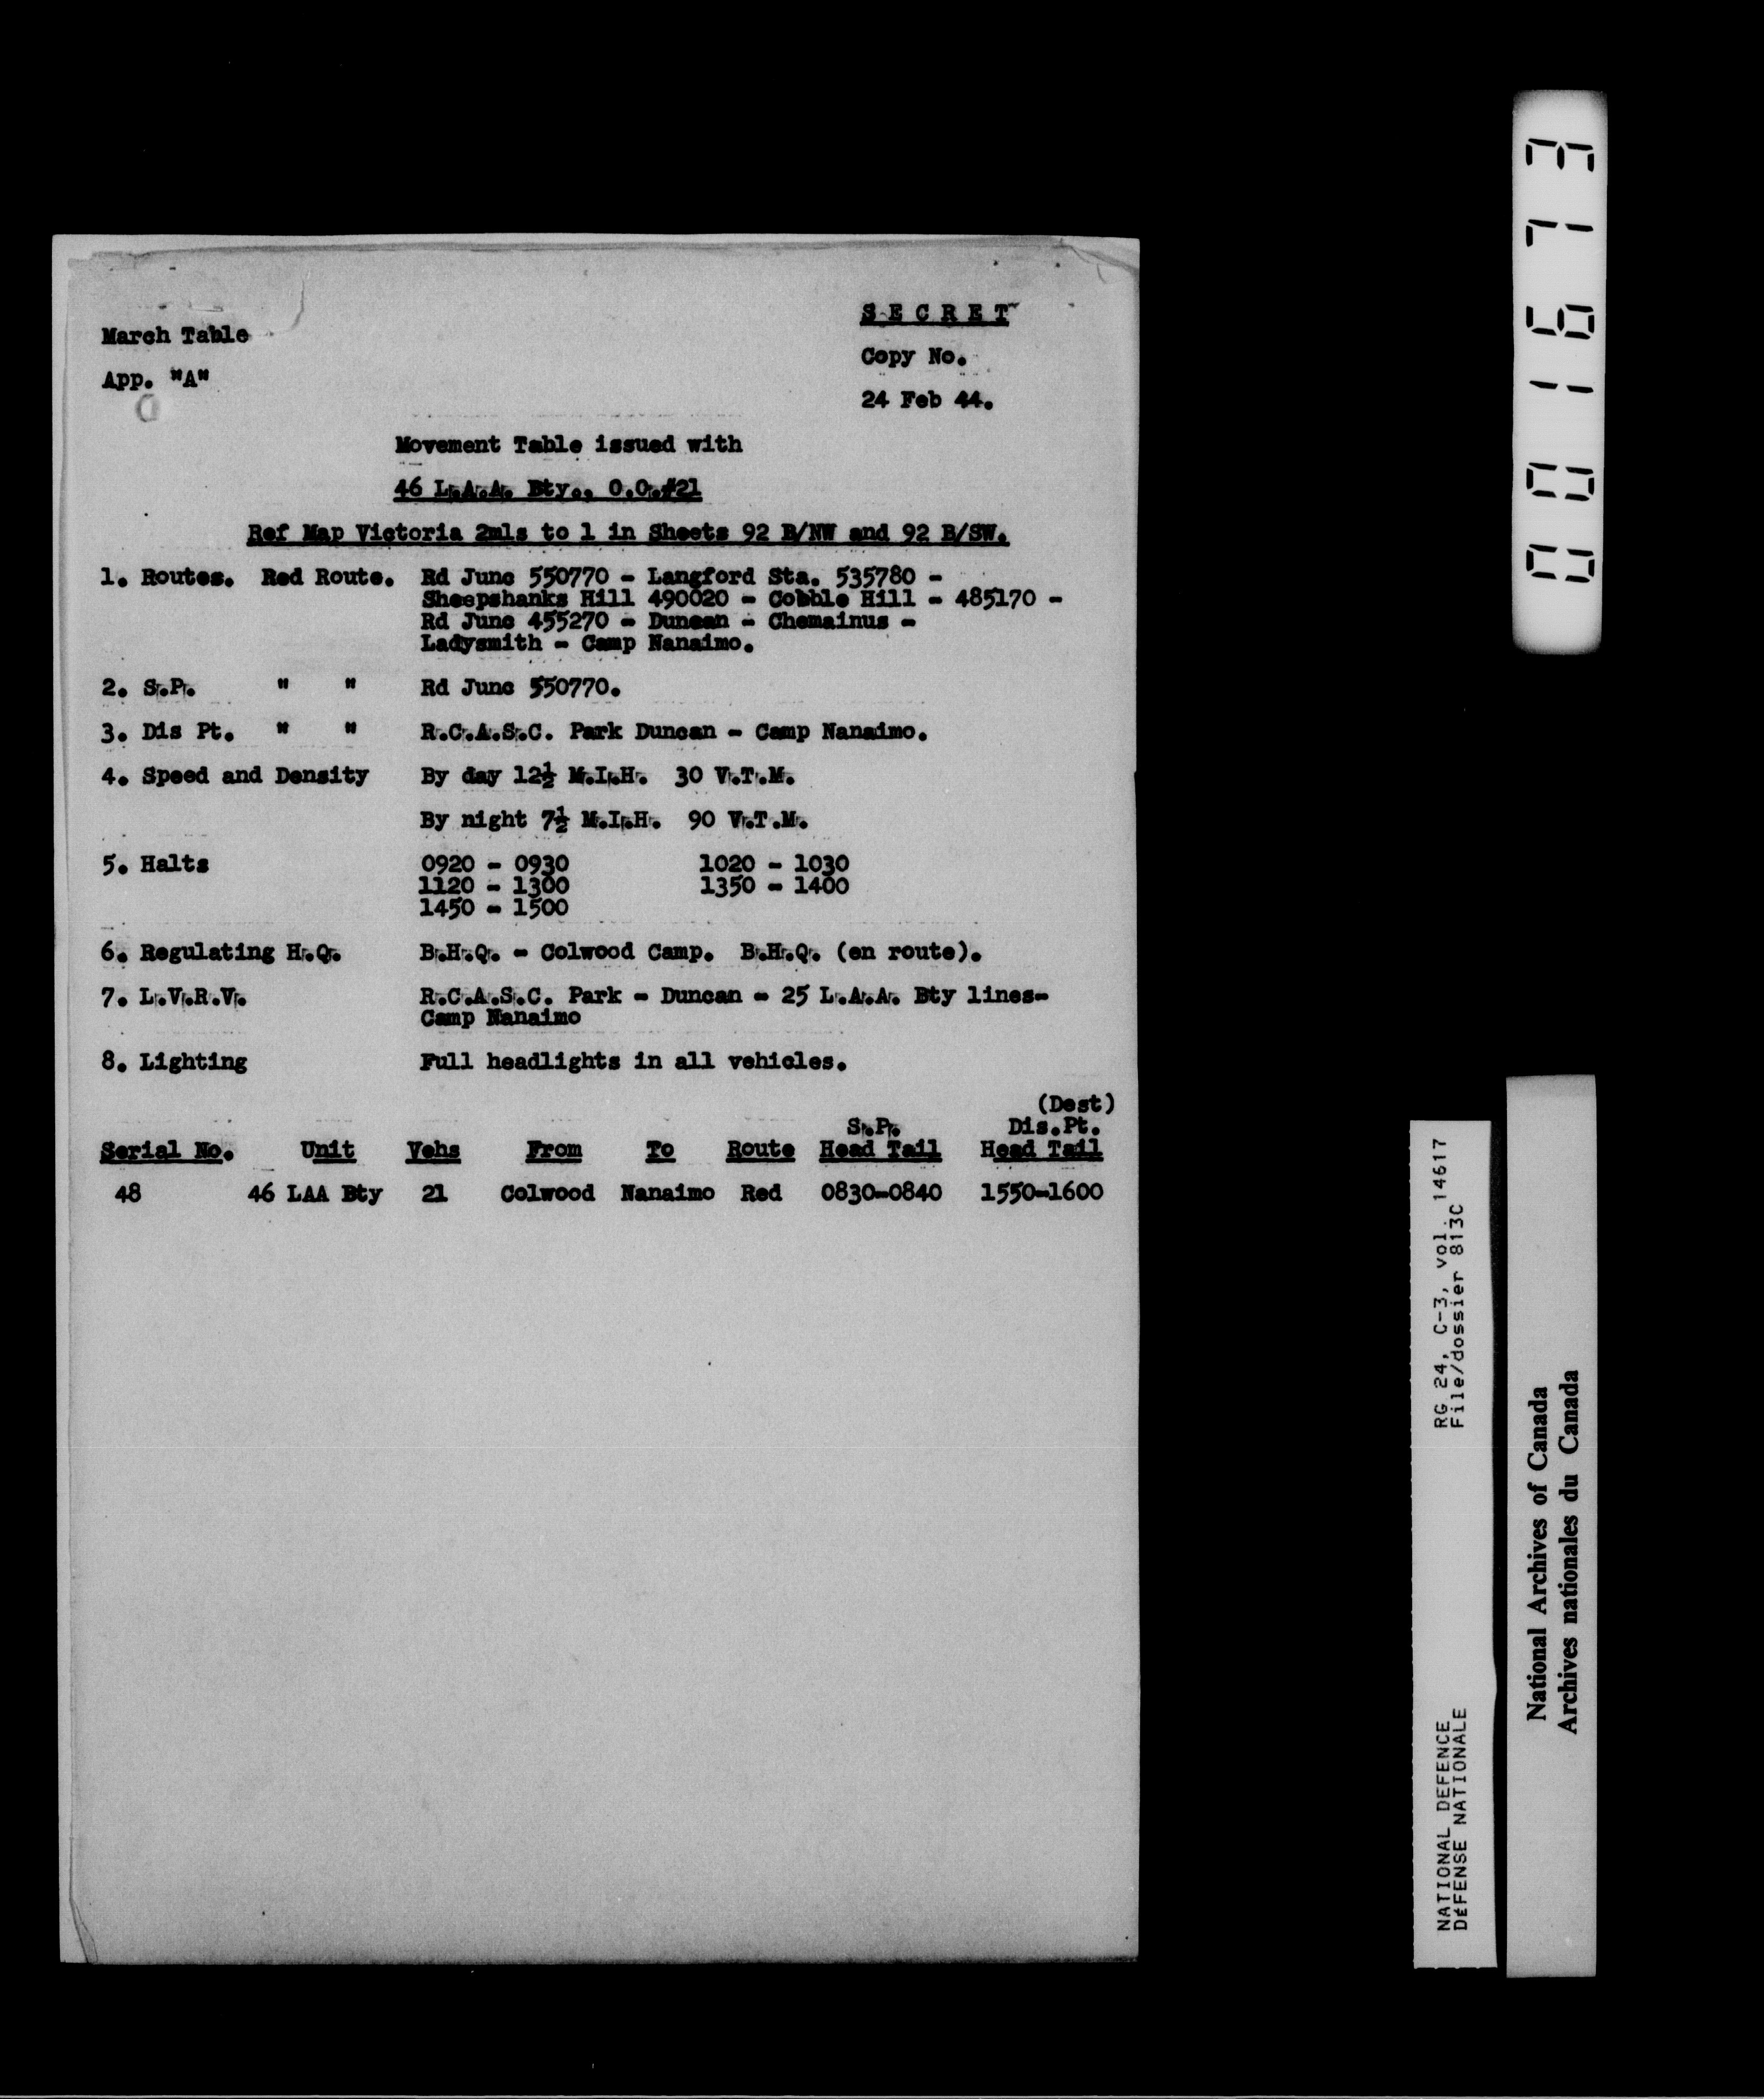 March Table
App. "A"
S E C R E T
Copy No.
24 Feb 44.
Movement Table issued with
46 L.A.A. Bty., O.O.#21
Ref Map Victoria 2mls to 1 in Sheets 92 B/NW and 92 B/SW.
1. Routes. Red Route. Rd Junc 550770 - Langford Sta. 535780 -
Sheepshanks Hill 490020 - Cobble Hill - 485170 -
Rd Junc 455270 - Duncan - Chemainus -
Ladysmith - Camp Nanaimo.
2. S.P. " " Rd Junc 550770.
3. Dis Pt. " " R.C.A.S.C. Park Duncan - Camp Nanaimo.
4. Speed and Density By day 12½ M.I.H. 30 V.T.M.
By night 7½ M.I.H. 90 V.T.M.
5. Halts 0920 - 0930 1020 - 1030
1120 - 1300 1350 - 1400
1450 - 1500
6. Regulating H.Q. B.H.Q. - Colwood Camp. B.H.Q. (en route).
7. L.V.R.V. R.C.A.S.C. Park - Duncan - 25 L.A.A. Bty lines-
Camp Nanaimo
8. Lighting Full headlights in all vehicles.
(Dest)
S.P. Dis.Pt.
Serial No. Unit Vehs From To Route Head Tail Head Tail
48 46 LAA Bty 21 Colwood Nanaimo Red 0830-0840 1550-1600
001673
RG 24, C-3, vol. 14617
File/dossier 813C
NATIONAL DEFENCE
DÉFENSE NATIONALE
National Archives of Canada
Archives nationales du Canada